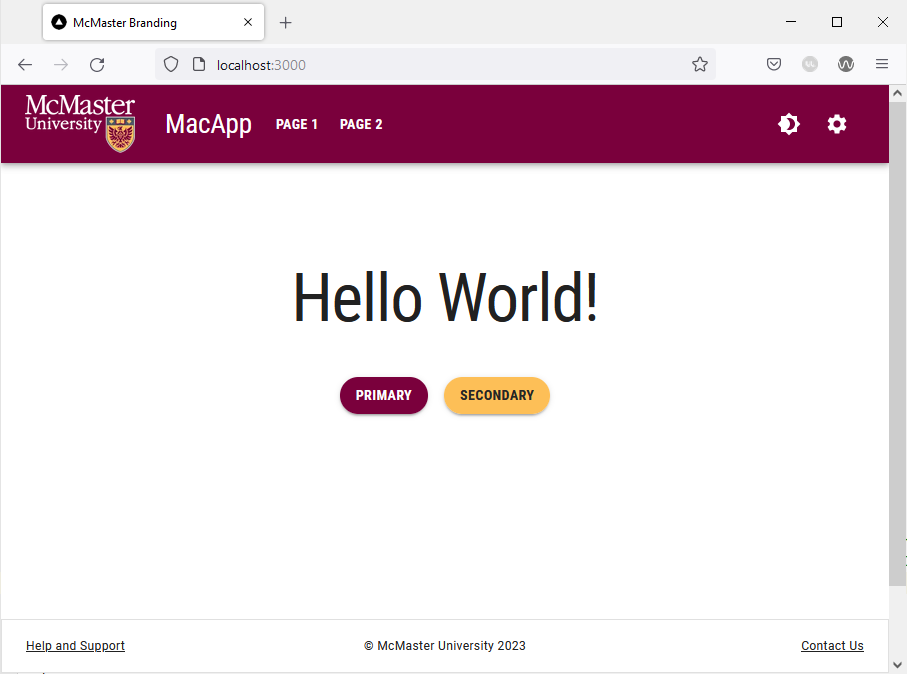 McMaster Branding
localhost:3000
McMaster
University
MacApp
PAGE 1
PAGE 2
Hello World!
PRIMARY
SECONDARY
Help and Support
© McMaster University 2023
Contact Us